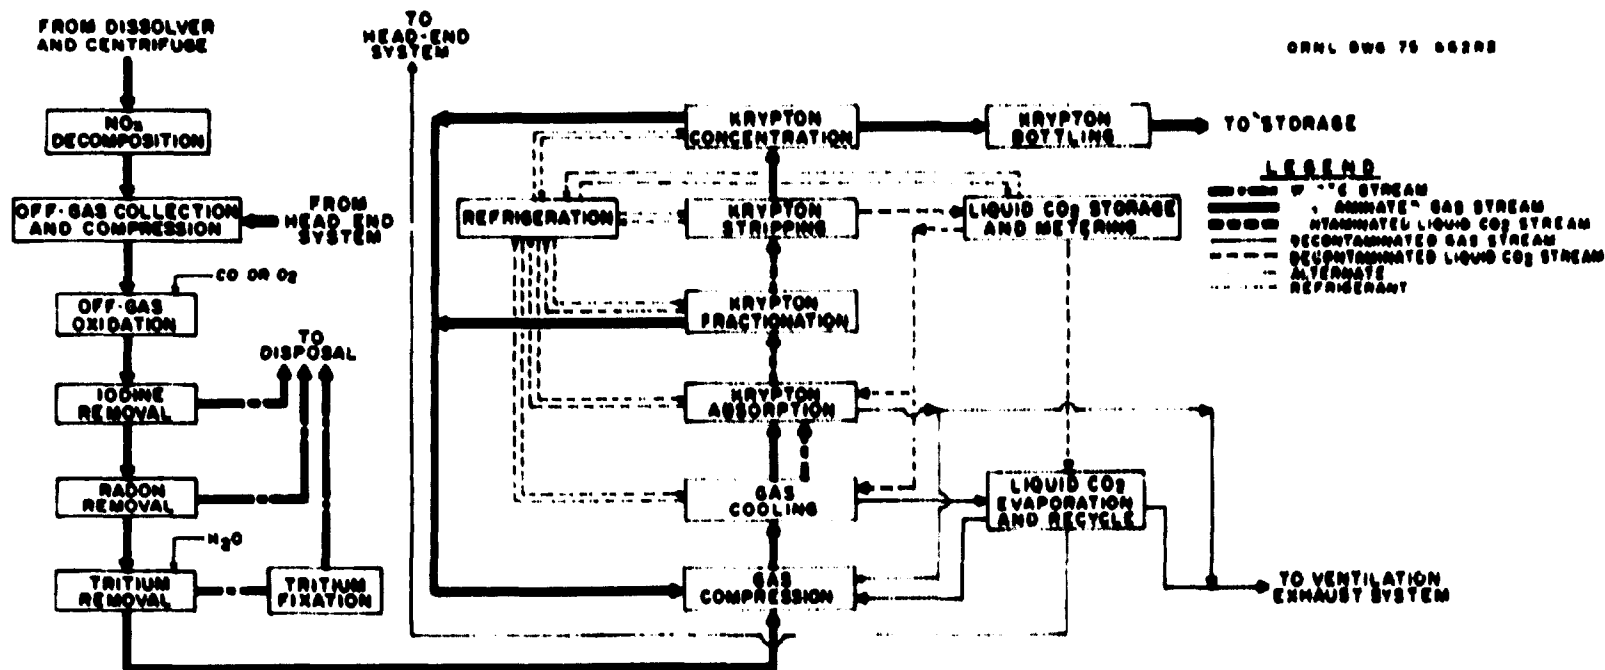 FROM DISSOLVER
AND CENTRIFUGE
TO
HEAD-END
SYSTEM
NO₂
DECOMPOSITION
OFF-GAS COLLECTION
AND COMPRESSION
FROM
HEAD END
SYSTEM
CO OR O₂
OFF-GAS
OXIDATION
TO
DISPOSAL
IODINE
REMOVAL
RADON
REMOVAL
TRITIUM
REMOVAL
TRITIUM
FIXATION
KRYPTON
CONCENTRATION
KRYPTON
BOTTLING
TO STORAGE
REFRIGERATION
KRYPTON
STRIPPING
LIQUID CO₂ STORAGE
AND METERING
KRYPTON
FRACTIONATION
KRYPTON
ABSORPTION
GAS
COOLING
LIQUID CO₂
EVAPORATION
AND RECYCLE
GAS
COMPRESSION
TO VENTILATION
EXHAUST SYSTEM
ORNL DWG 75
LEGEND
STREAM
GAS STREAM
LIQUID CO₂ STREAM
DECONTAMINATED GAS STREAM
DECONTAMINATED LIQUID CO₂ STREAM
ALTERNATE
REFRIGERANT